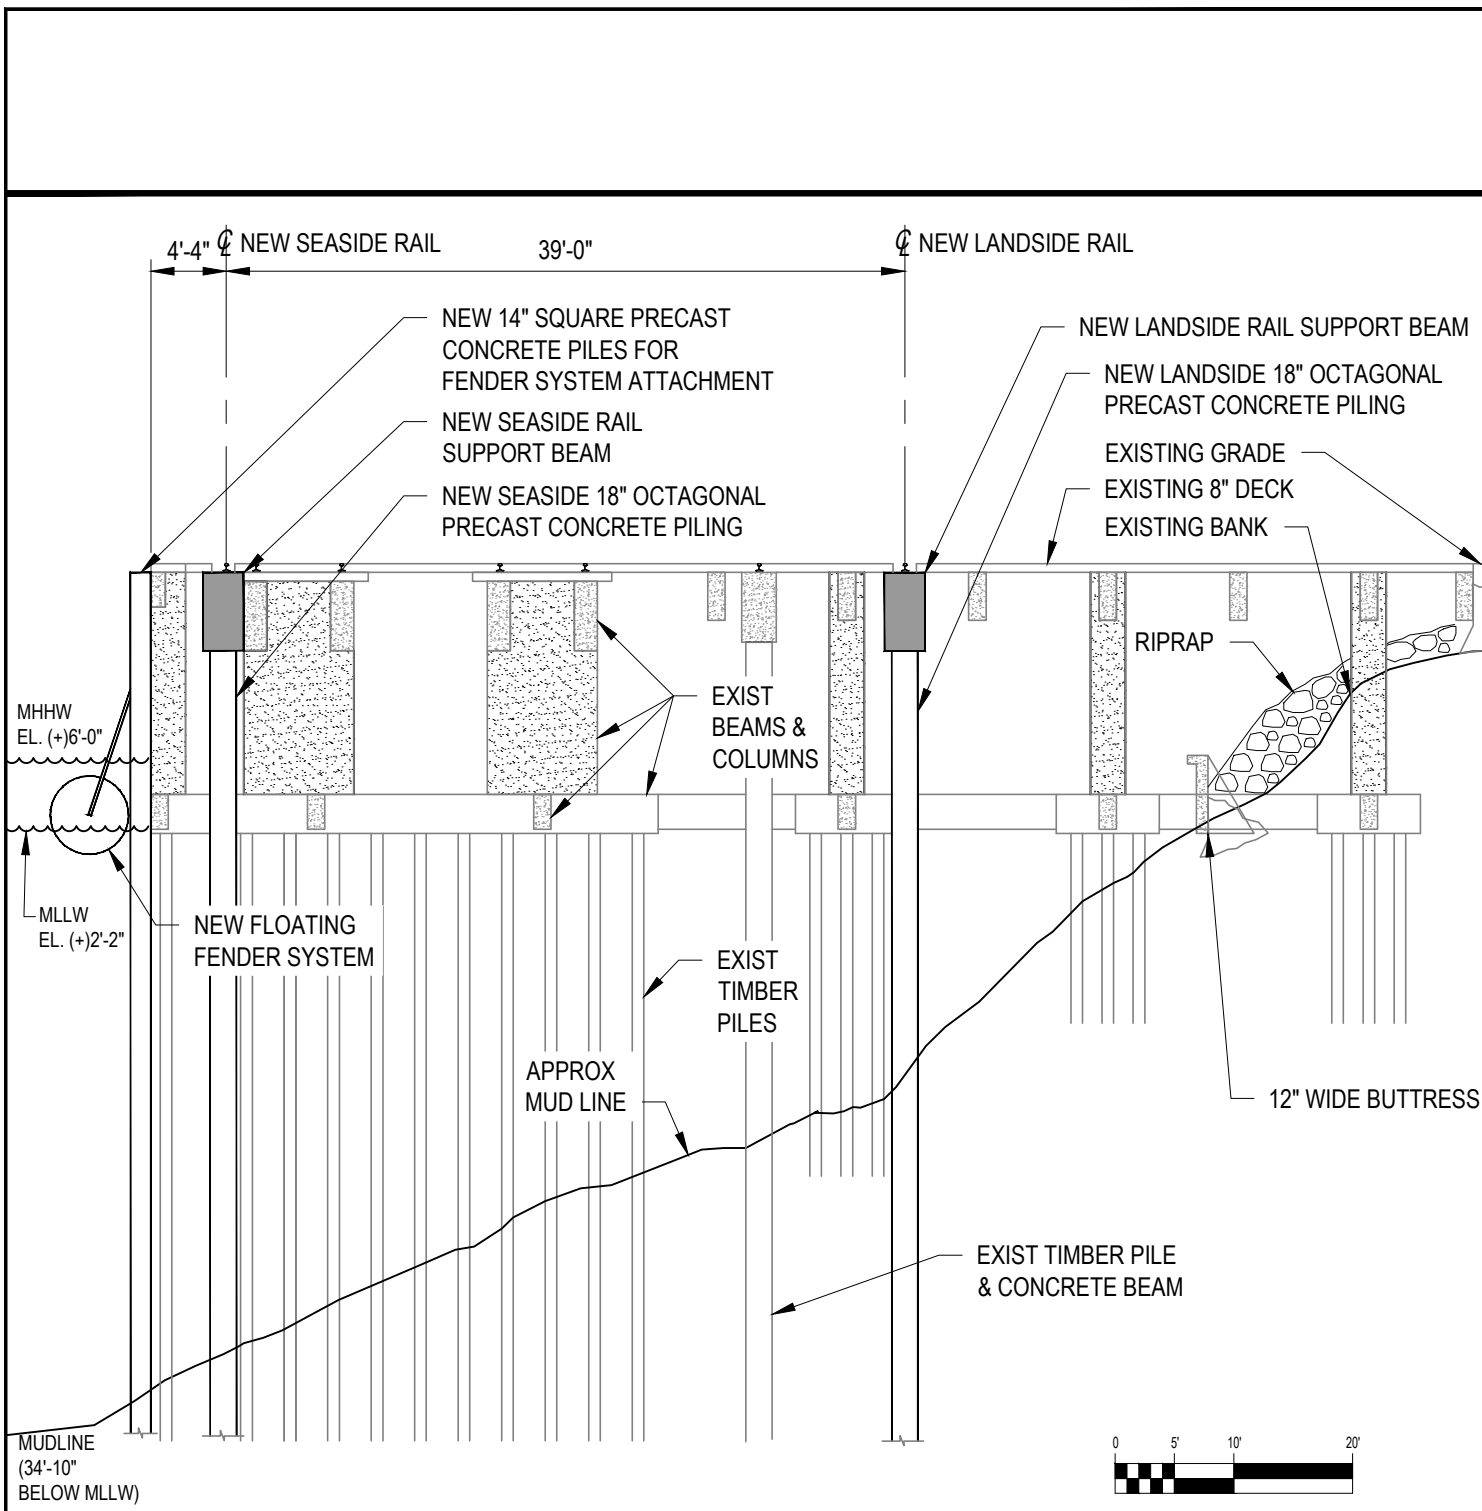 4'-4"
℄ NEW SEASIDE RAIL
39'-0"
℄ NEW LANDSIDE RAIL
NEW 14" SQUARE PRECAST
CONCRETE PILES FOR
FENDER SYSTEM ATTACHMENT
NEW SEASIDE RAIL
SUPPORT BEAM
NEW SEASIDE 18" OCTAGONAL
PRECAST CONCRETE PILING
NEW LANDSIDE RAIL SUPPORT BEAM
NEW LANDSIDE 18" OCTAGONAL
PRECAST CONCRETE PILING
EXISTING GRADE
EXISTING 8" DECK
EXISTING BANK
RIPRAP
EXIST
BEAMS &
COLUMNS
MHHW
EL. (+)6'-0"
MLLW
EL. (+)2'-2"
NEW FLOATING
FENDER SYSTEM
EXIST
TIMBER
PILES
APPROX
MUD LINE
12" WIDE BUTTRESS
EXIST TIMBER PILE
& CONCRETE BEAM
MUDLINE
(34'-10"
BELOW MLLW)
0 5' 10' 20'